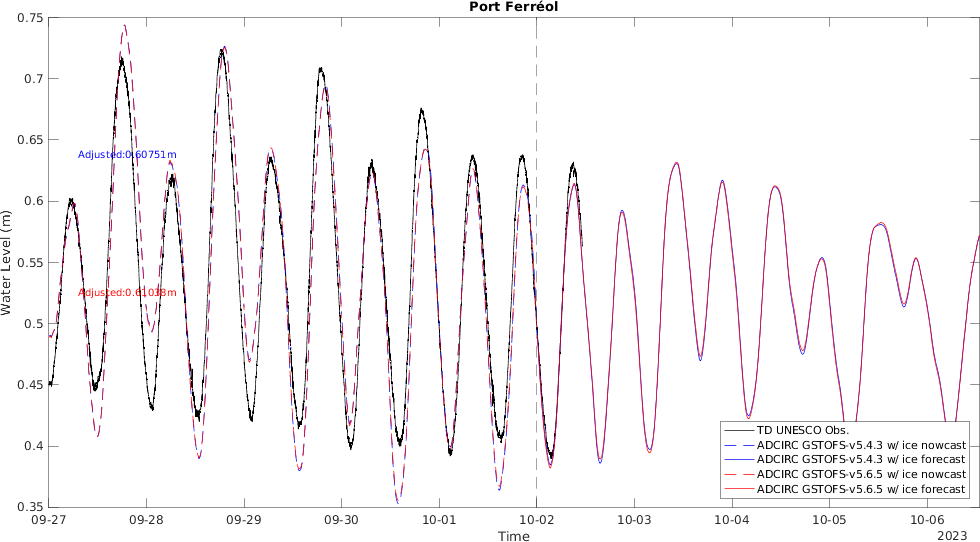 Port Ferréol
0.75
0.7
0.65
0.6
0.55
0.5
0.45
0.4
0.35
Water Level (m)
Adjusted:0.60751m
Adjusted:0.61038m
TD UNESCO Obs.
ADCIRC GSTOFS-v5.4.3 w/ ice nowcast
ADCIRC GSTOFS-v5.4.3 w/ ice forecast
ADCIRC GSTOFS-v5.6.5 w/ ice nowcast
ADCIRC GSTOFS-v5.6.5 w/ ice forecast
09-27 09-28 09-29 09-30 10-01 10-02 10-03 10-04 10-05 10-06
2023
Time